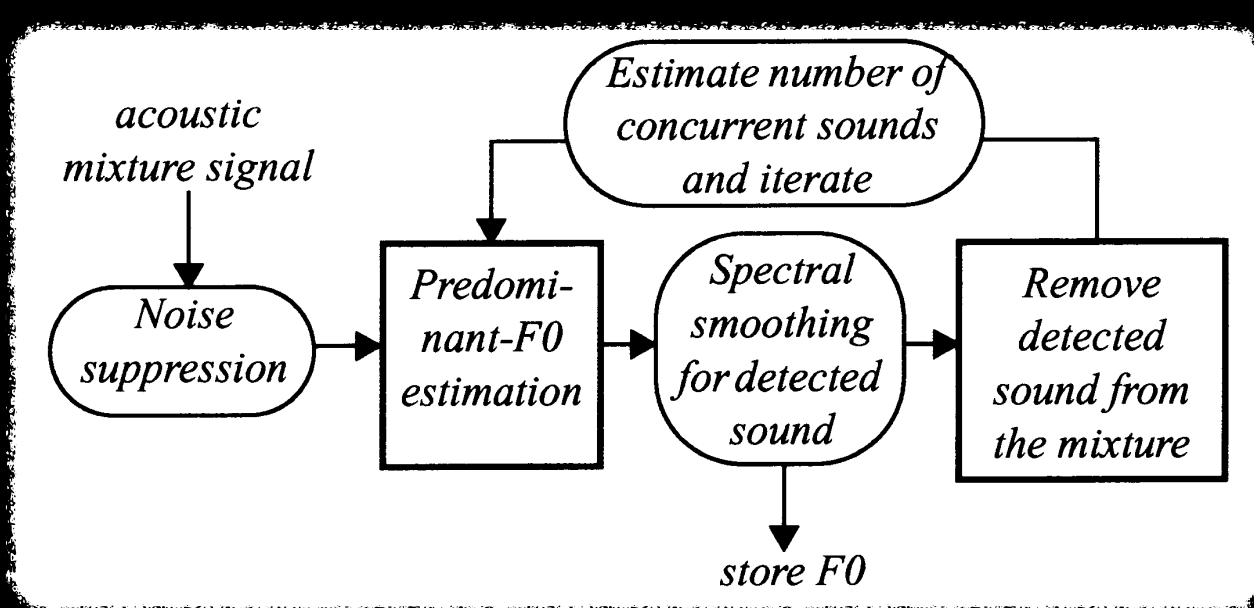 acoustic
mixture signal
Noise
suppression
Predomi-
nant-F0
estimation
Estimate number of
concurrent sounds
and iterate
Spectral
smoothing
for detected
sound
store F0
Remove
detected
sound from
the mixture